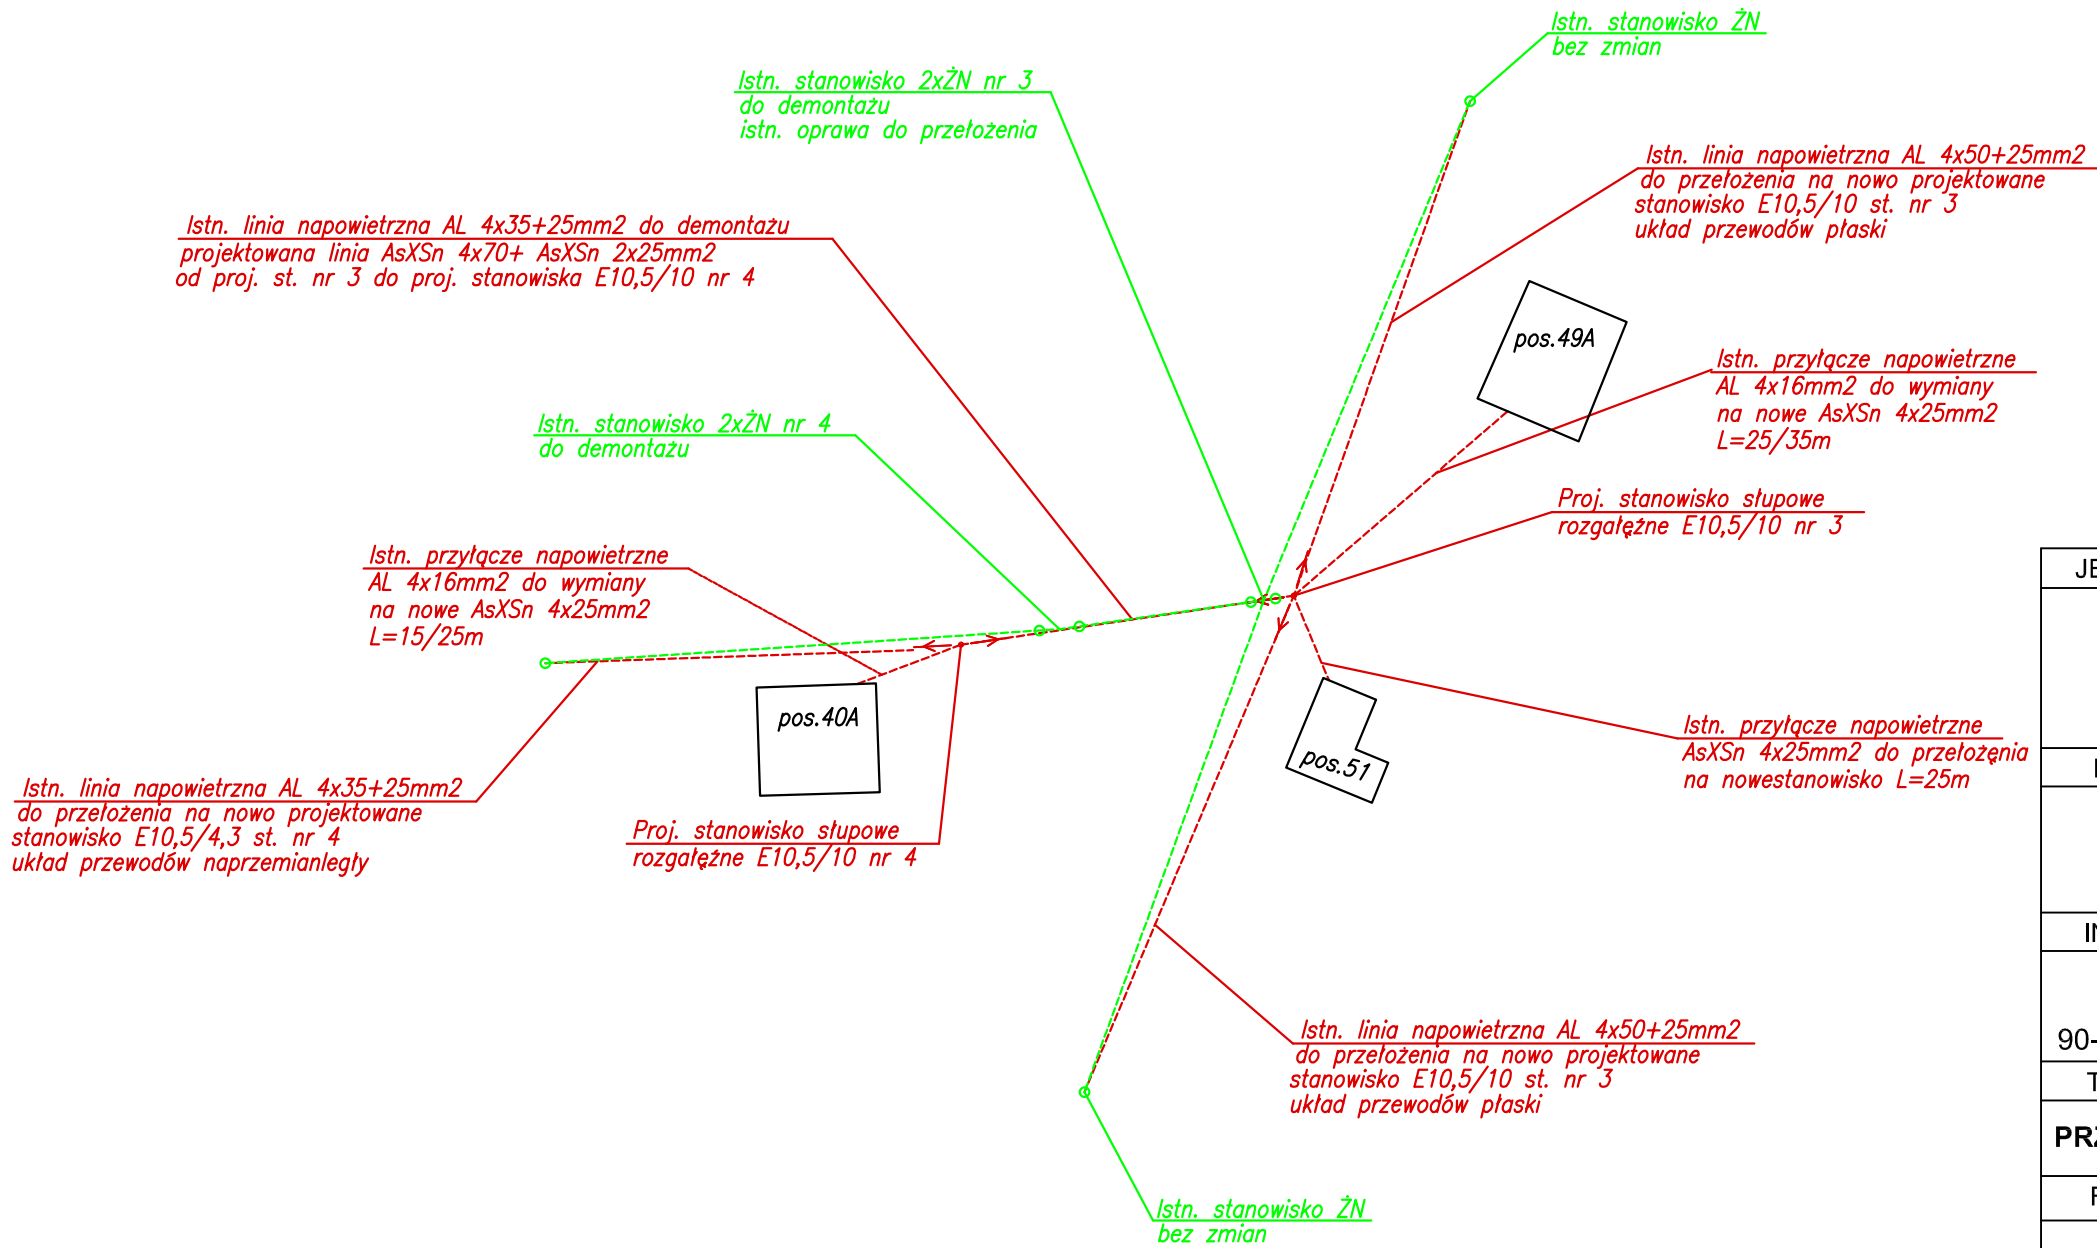 Istn. stanowisko ŻN
bez zmian
Istn. stanowisko 2xŻN nr 3
do demontażu
istn. oprawa do przełożenia
Istn. linia napowietrzna AL 4x50+25mm2
do przełożenia na nowo projektowane
stanowisko E10,5/10 st. nr 3
układ przewodów płaski
Istn. linia napowietrzna AL 4x35+25mm2 do demontażu
projektowana linia AsXSn 4x70+ AsXSn 2x25mm2
od proj. st. nr 3 do proj. stanowiska E10,5/10 nr 4
pos.49A
Istn. przyłącze napowietrzne
AL 4x16mm2 do wymiany
na nowe AsXSn 4x25mm2
L=25/35m
Istn. stanowisko 2xŻN nr 4
do demontażu
Proj. stanowisko słupowe
rozgałęźne E10,5/10 nr 3
Istn. przyłącze napowietrzne
AL 4x16mm2 do wymiany
na nowe AsXSn 4x25mm2
L=15/25m
pos.40A
pos.51
Istn. przyłącze napowietrzne
AsXSn 4x25mm2 do przełożęnia
na nowestanowisko L=25m
Istn. linia napowietrzna AL 4x35+25mm2
do przełożenia na nowo projektowane
stanowisko E10,5/4,3 st. nr 4
układ przewodów naprzemianległy
Proj. stanowisko słupowe
rozgałęźne E10,5/10 nr 4
Istn. linia napowietrzna AL 4x50+25mm2
do przełożenia na nowo projektowane
stanowisko E10,5/10 st. nr 3
układ przewodów płaski
Istn. stanowisko ŻN
bez zmian
90-